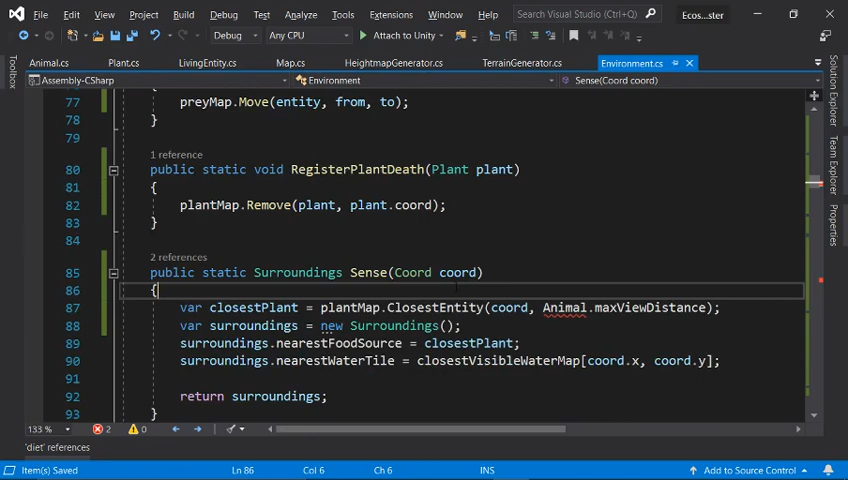 File Edit View Project Build Debug Test Analyze Tools Extensions Window Help Search Visual Studio (Ctrl+Q) Ecos...ster
Debug Any CPU Attach to Unity
Animal.cs Plant.cs LivingEntity.cs Map.cs HeightmapGenerator.cs TerrainGenerator.cs Environment.cs
Assembly-CSharp Environment Sense(Coord coord)
Toolbox
Solution Explorer
Team Explorer
Properties
77 preyMap.Move(entity, from, to);
78 }
79
1 reference
80 public static void RegisterPlantDeath(Plant plant)
81 {
82 plantMap.Remove(plant, plant.coord);
83 }
84
2 references
85 public static Surroundings Sense(Coord coord)
86 {
87 var closestPlant = plantMap.ClosestEntity(coord, Animal.maxViewDistance);
88 var surroundings = new Surroundings();
89 surroundings.nearestFoodSource = closestPlant;
90 surroundings.nearestWaterTile = closestVisibleWaterMap[coord.x, coord.y];
91
92 return surroundings;
93 }
133 % 2 0
'diet' references
Item(s) Saved Ln 86 Col 6 Ch 6 INS Add to Source Control